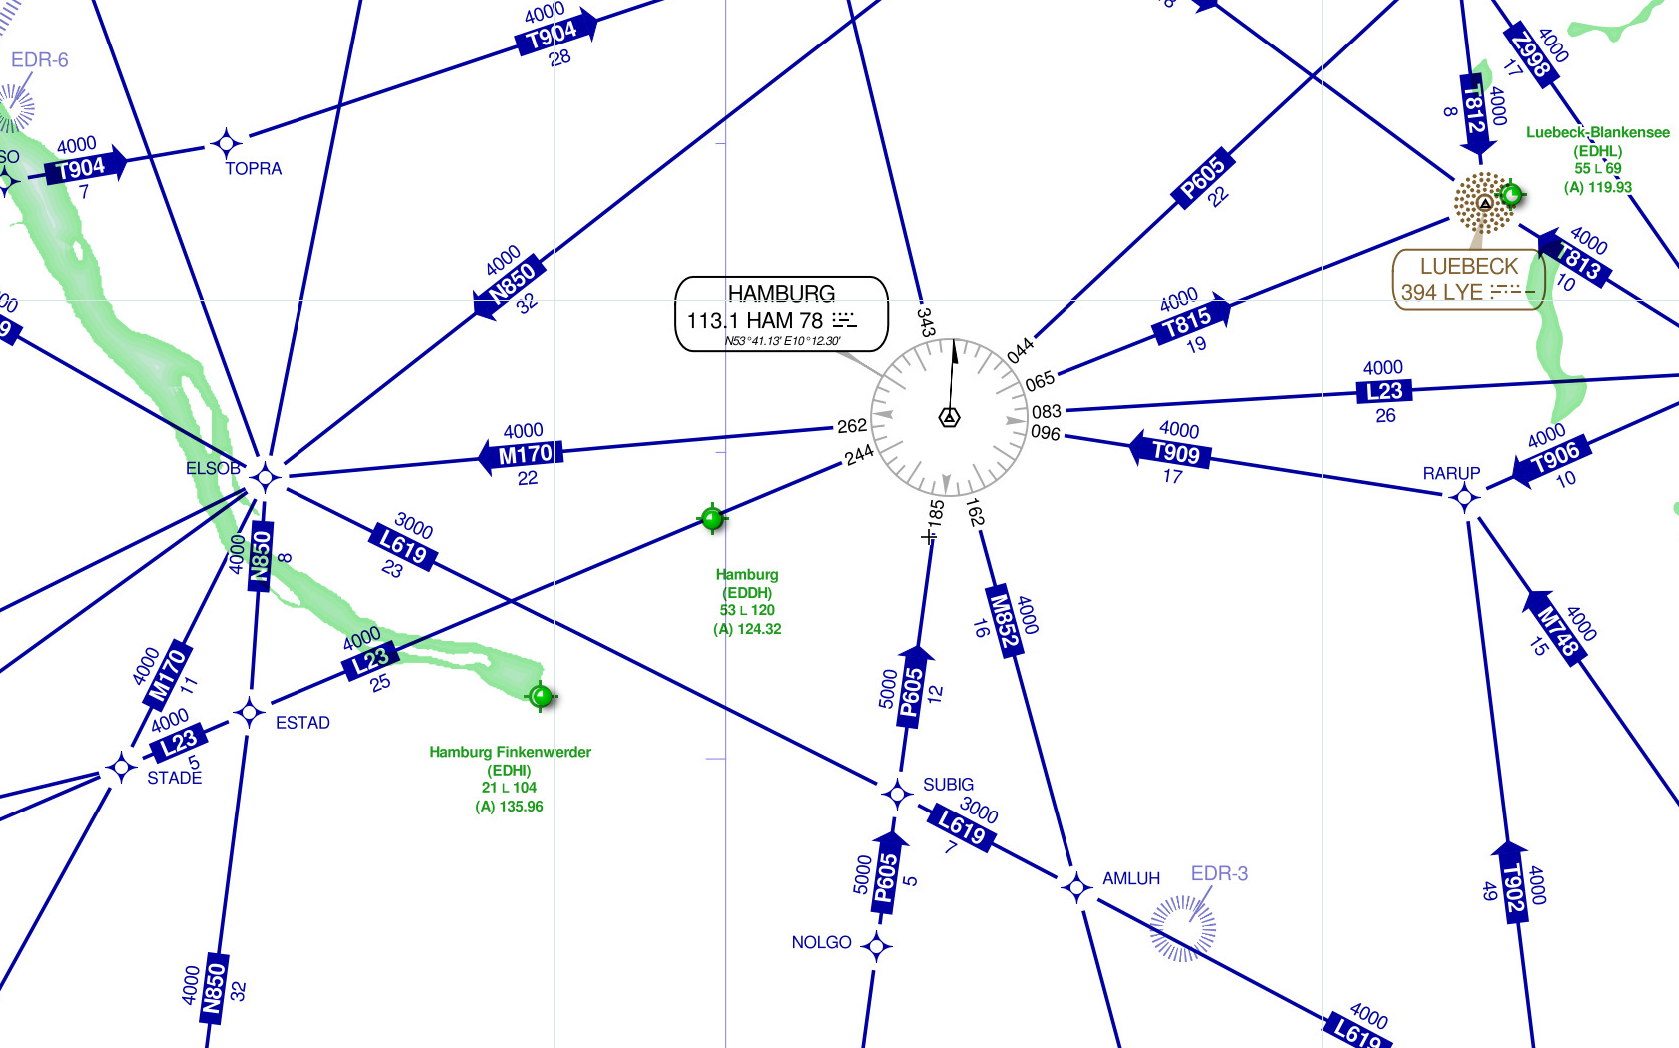 EDR-6
4000
T904
28
4000
T904
7
TOPRA
4000
N850
32
HAMBURG
113.1 HAM 78
N53°41.13' E10°12.30'
343
044
065
083
096
162
185
244
262
P605
22
4000
T815
19
4000
L23
26
4000
T909
17
4000
T812
8
4000
Z998
17
Luebeck-Blankensee
(EDHL)
55 L 69
(A) 119.93
LUEBECK
394 LYE
4000
T813
10
4000
T906
10
RARUP
4000
M748
15
4000
T902
49
4000
M170
22
ELSOB
3000
L619
23
4000
N850
8
4000
M170
11
4000
L23
25
4000
L23
5
ESTAD
STADE
4000
N850
32
Hamburg
(EDDH)
53 L 120
(A) 124.32
Hamburg Finkenwerder
(EDHI)
21 L 104
(A) 135.96
5000
P605
12
4000
M852
16
SUBIG
3000
L619
7
5000
P605
5
AMLUH
NOLGO
EDR-3
4000
L619